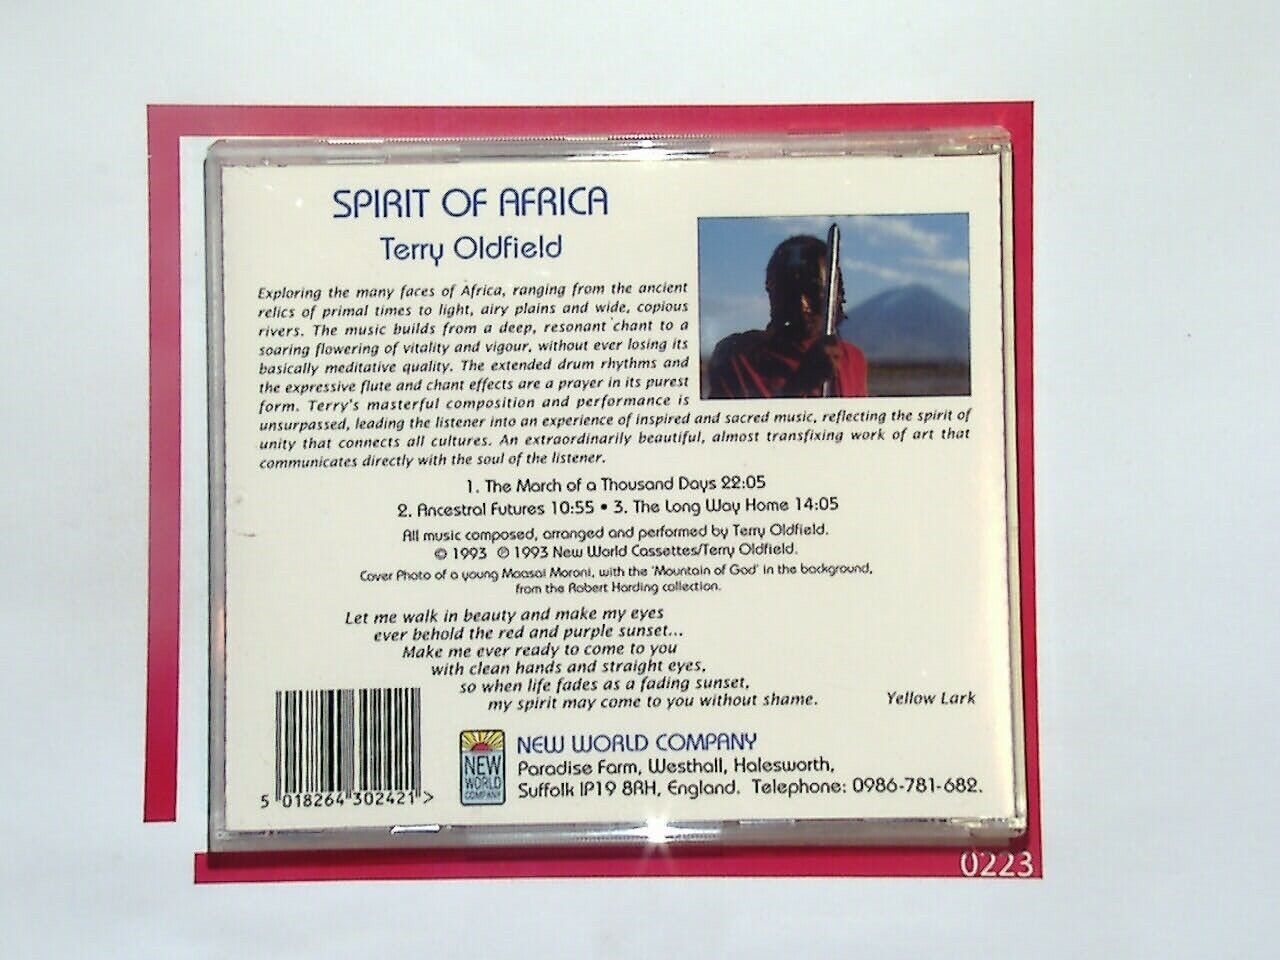 SPIRIT OF AFRICA
Terry Oldfield
Exploring the many faces of Africa, ranging from the ancient
relics of primal times to light, airy plains and wide, copious
rivers. The music builds from a deep, resonant chant to a
soaring flowering of vitality and vigour, without ever losing its
basically meditative quality. The extended drum rhythms and
the expressive flute and chant effects are a prayer in its purest
form. Terry's masterful composition and performance is
unsurpassed, leading the listener into an experience of inspired and sacred music, reflecting the spirit of
unity that connects all cultures. An extraordinarily beautiful, almost transfixing work of art that
communicates directly with the soul of the listener.
1. The March of a Thousand Days 22:05
2. Ancestral Futures 10:55 • 3. The Long Way Home 14:05
All music composed, arranged and performed by Terry Oldfield.
© 1993 ℗ 1993 New World Cassettes/Terry Oldfield.
Cover Photo of a young Maasai Moroni, with the 'Mountain of God' in the background,
from the Robert Harding collection.
Let me walk in beauty and make my eyes
ever behold the red and purple sunset...
Make me ever ready to come to you
with clean hands and straight eyes,
so when life fades as a fading sunset,
my spirit may come to you without shame. Yellow Lark
5 018264 302421 >
NEW WORLD COMPANY
NEW WORLD COMPANY
Paradise Farm, Westhall, Halesworth,
Suffolk IP19 8RH, England. Telephone: 0986-781-682.
0223